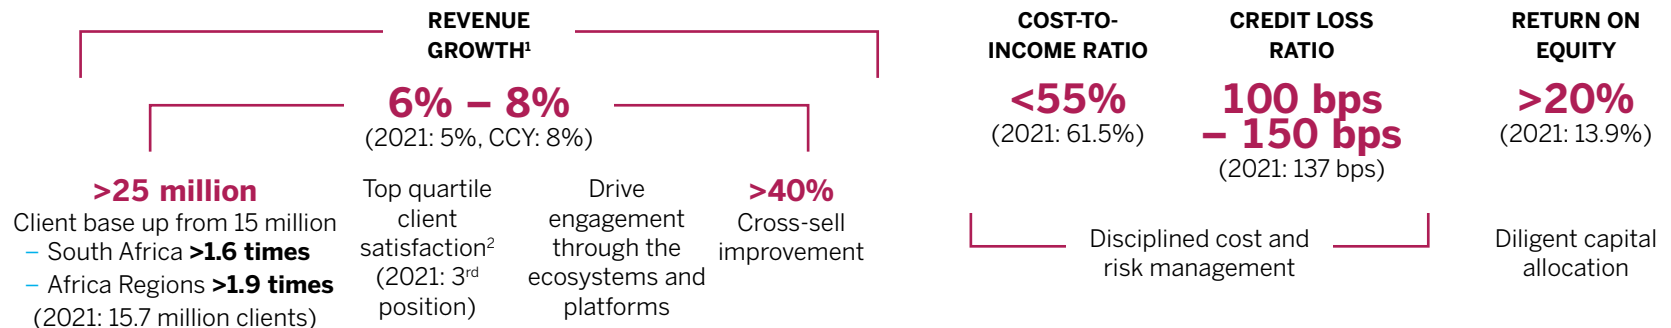 REVENUE
GROWTH¹
6% – 8%
(2021: 5%, CCY: 8%)
>25 million
Client base up from 15 million
– South Africa >1.6 times
– Africa Regions >1.9 times
(2021: 15.7 million clients)
Top quartile
client
satisfaction²
(2021: 3rd
position)
Drive
engagement
through the
ecosystems and
platforms
>40%
Cross-sell
improvement
COST-TO-
INCOME RATIO
<55%
(2021: 61.5%)
CREDIT LOSS
RATIO
100 bps
– 150 bps
(2021: 137 bps)
Disciplined cost and
risk management
RETURN ON
EQUITY
>20%
(2021: 13.9%)
Diligent capital
allocation